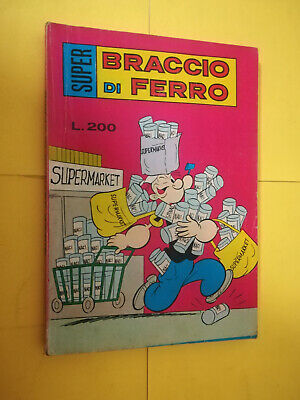 SUPER
BRACCIO
DI FERRO
L. 200
SUPERMARKET
SUPERMARKET
SUPERMARKET
SUPERMARKET